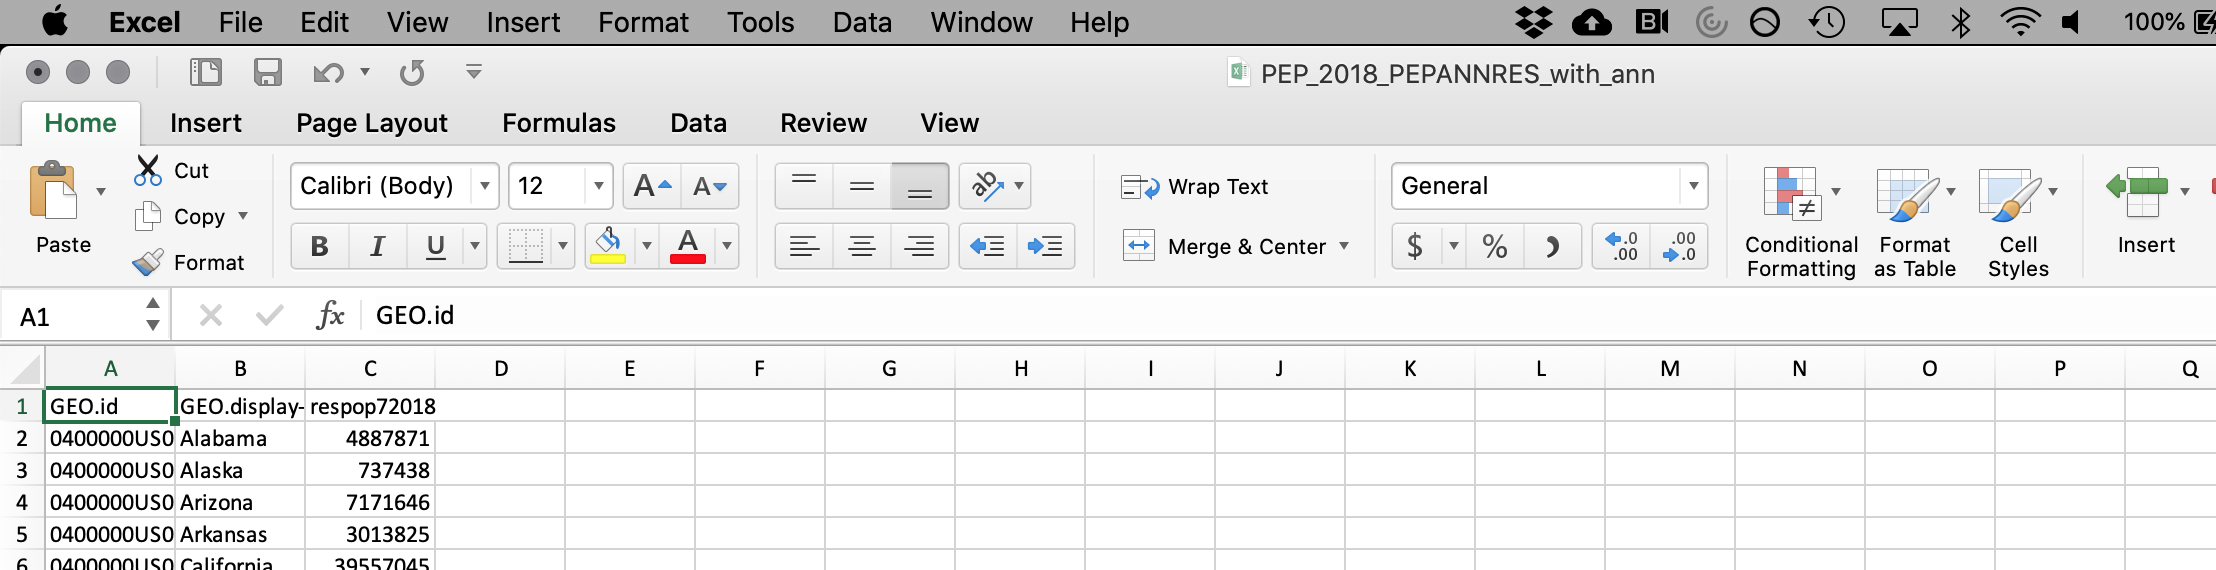 Excel File Edit View Insert Format Tools Data Window Help 100%
PEP_2018_PEPANNRES_with_ann
Home Insert Page Layout Formulas Data Review View
Paste
Cut
Copy
Format
Calibri (Body) 12
B I U
Wrap Text
Merge & Center
General
$ % .0 .00 .00 .0
Conditional Formatting
Format as Table
Cell Styles
Insert
A1 fx GEO.id
A B C D E F G H I J K L M N O P Q
1 GEO.id GEO.display- respop72018
2 0400000US0 Alabama 4887871
3 0400000US0 Alaska 737438
4 0400000US0 Arizona 7171646
5 0400000US0 Arkansas 3013825
6 0400000US0 California 39557045